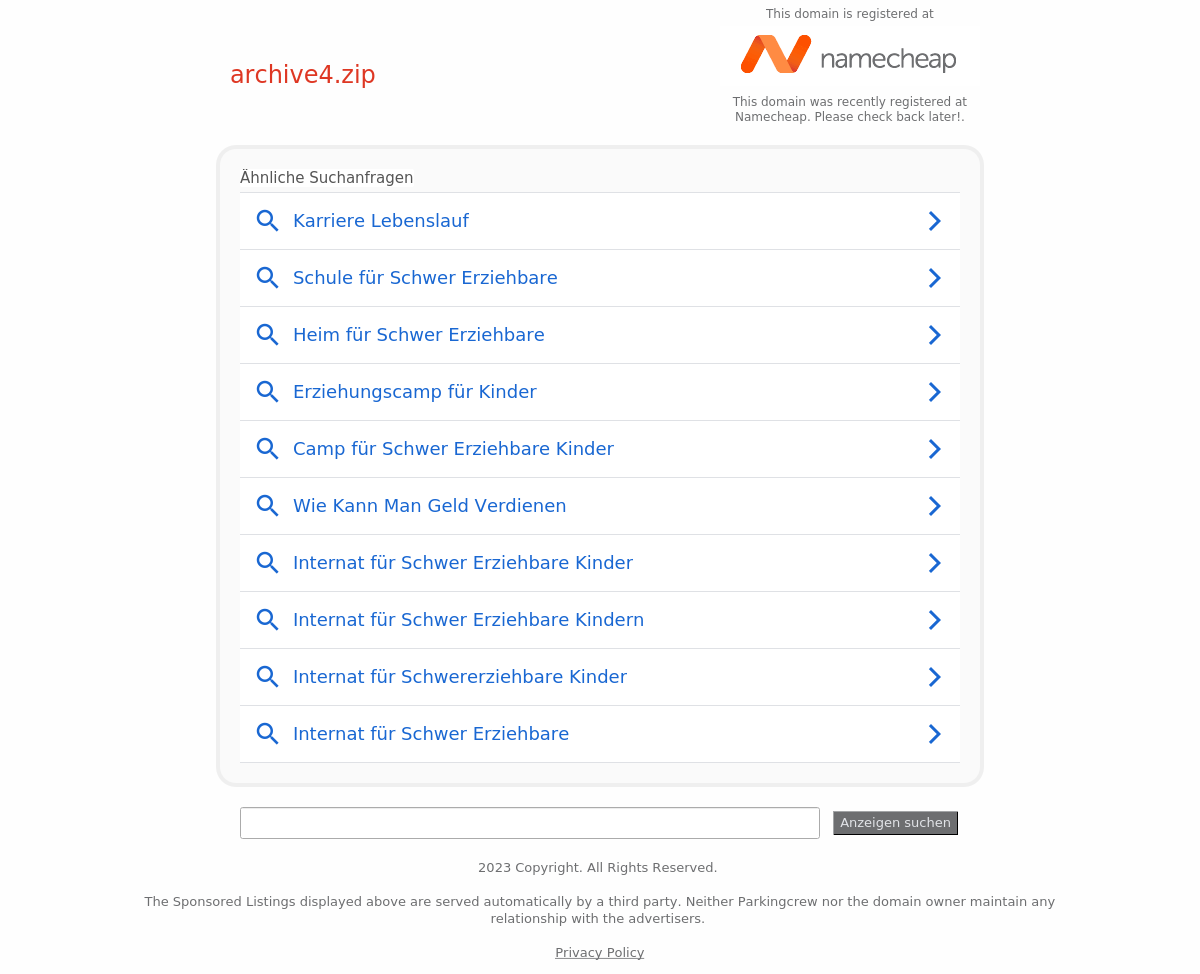 This domain is registered at
archive4.zip
namecheap
This domain was recently registered at
Namecheap. Please check back later!.
Ähnliche Suchanfragen
Karriere Lebenslauf
Schule für Schwer Erziehbare
Heim für Schwer Erziehbare
Erziehungscamp für Kinder
Camp für Schwer Erziehbare Kinder
Wie Kann Man Geld Verdienen
Internat für Schwer Erziehbare Kinder
Internat für Schwer Erziehbare Kindern
Internat für Schwererziehbare Kinder
Internat für Schwer Erziehbare
Anzeigen suchen
2023 Copyright. All Rights Reserved.
The Sponsored Listings displayed above are served automatically by a third party. Neither Parkingcrew nor the domain owner maintain any
relationship with the advertisers.
Privacy Policy